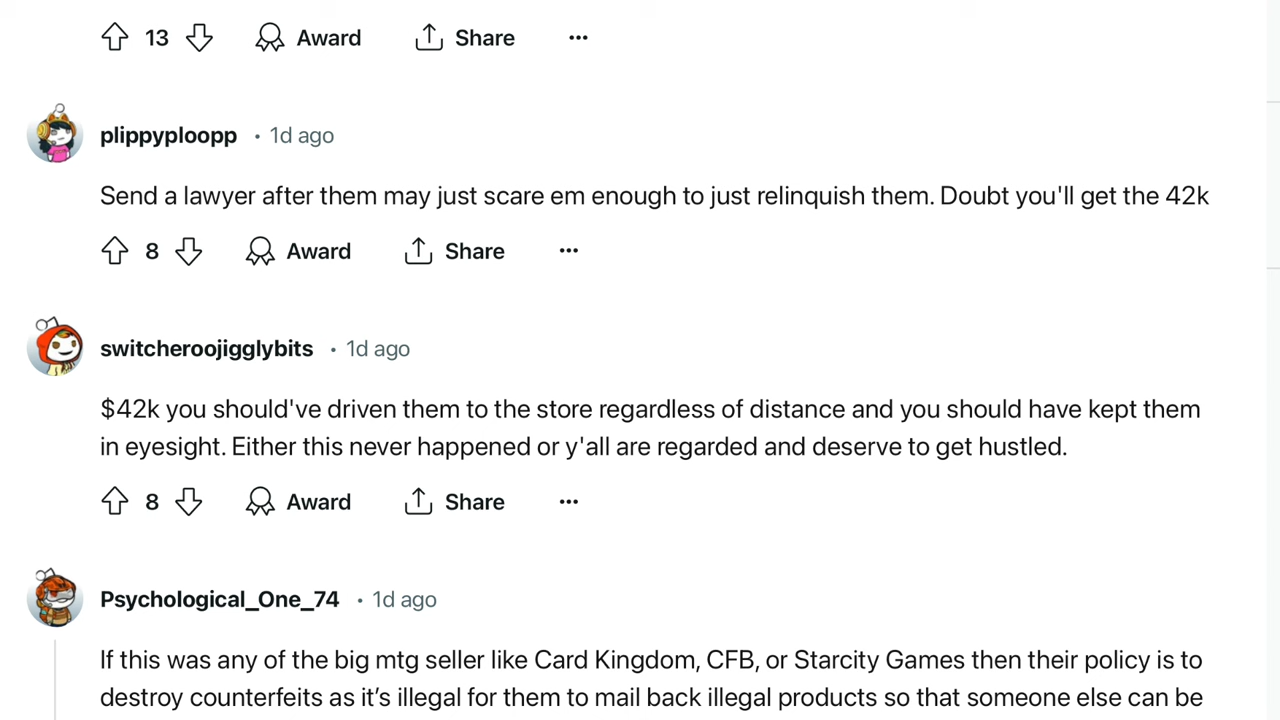 13 Award Share ...
plippyploopp • 1d ago
Send a lawyer after them may just scare em enough to just relinquish them. Doubt you'll get the 42k
8 Award Share ...
switcheroojigglybits • 1d ago
$42k you should've driven them to the store regardless of distance and you should have kept them
in eyesight. Either this never happened or y'all are regarded and deserve to get hustled.
8 Award Share ...
Psychological_One_74 • 1d ago
If this was any of the big mtg seller like Card Kingdom, CFB, or Starcity Games then their policy is to
destroy counterfeits as it’s illegal for them to mail back illegal products so that someone else can be